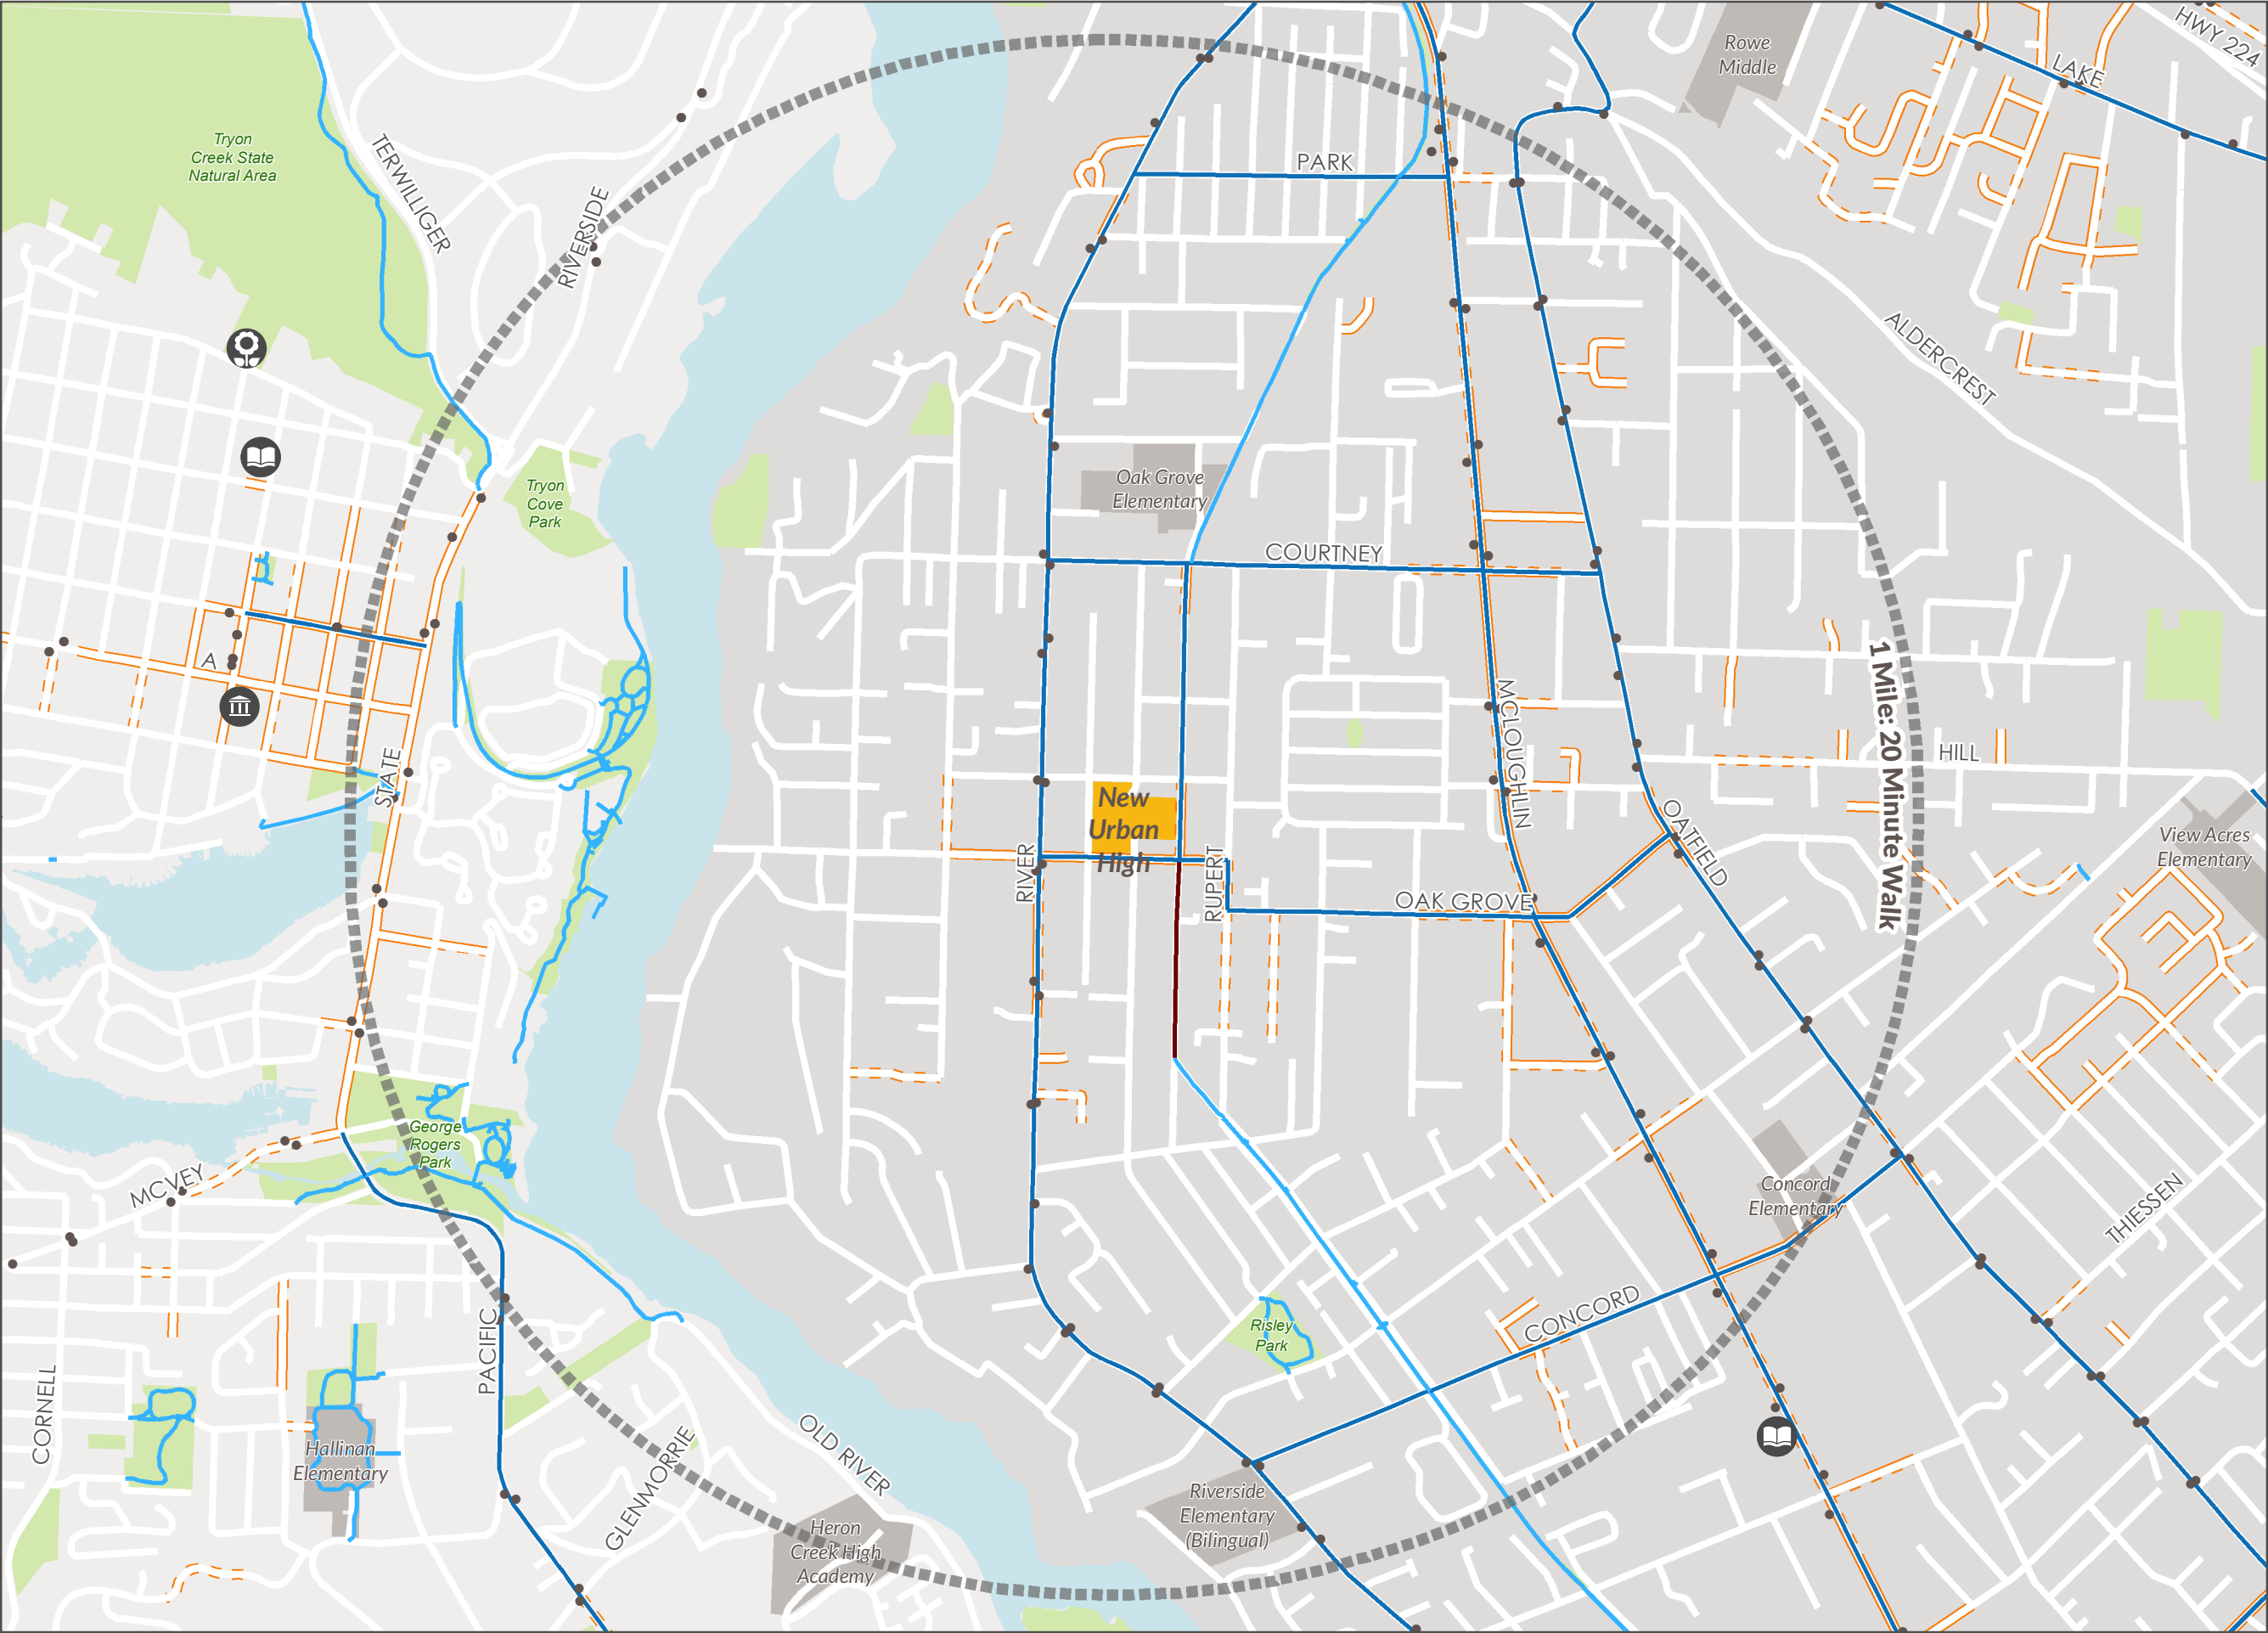 HWY 224
LAKE
Rowe
Middle
Tryon
Creek State
Natural Area
TERWILLIGER
RIVERSIDE
PARK
ALDERCREST
Tryon
Cove
Park
Oak Grove
Elementary
COURTNEY
A
STATE
MCLOUGHLIN
1 Mile: 20 Minute Walk
HILL
New
Urban
High
RIVER
RUPERT
OATFIELD
OAK GROVE
View Acres
Elementary
George
Rogers
Park
MCVEY
Concord
Elementary
THIESSEN
CONCORD
Risley
Park
PACIFIC
CORNELL
Hallinan
Elementary
GLENMORRIE
OLD RIVER
Heron
Creek High
Academy
Riverside
Elementary
(Bilingual)